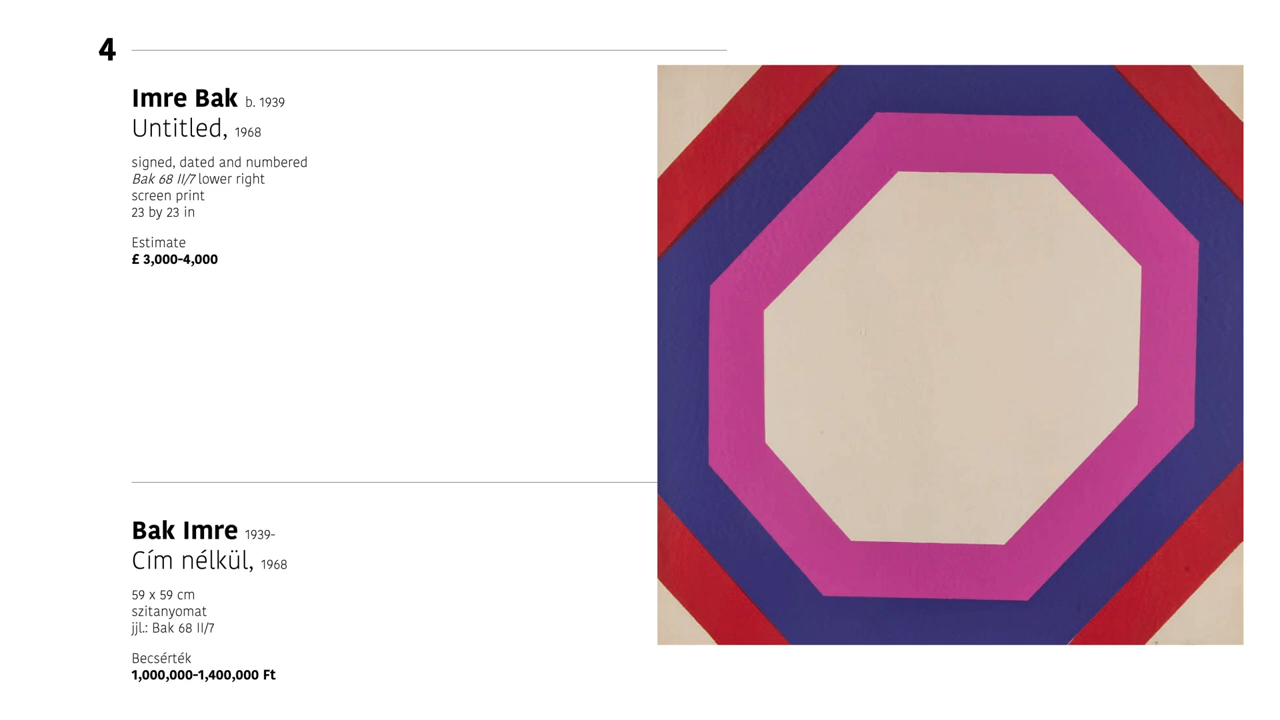 4
Imre Bak b. 1939
Untitled, 1968
signed, dated and numbered
Bak 68 II/7 lower right
screen print
23 by 23 in
Estimate
£ 3,000-4,000
Bak Imre 1939-
Cím nélkül, 1968
59 x 59 cm
szitanyomat
jjl.: Bak 68 II/7
Becsérték
1,000,000-1,400,000 Ft